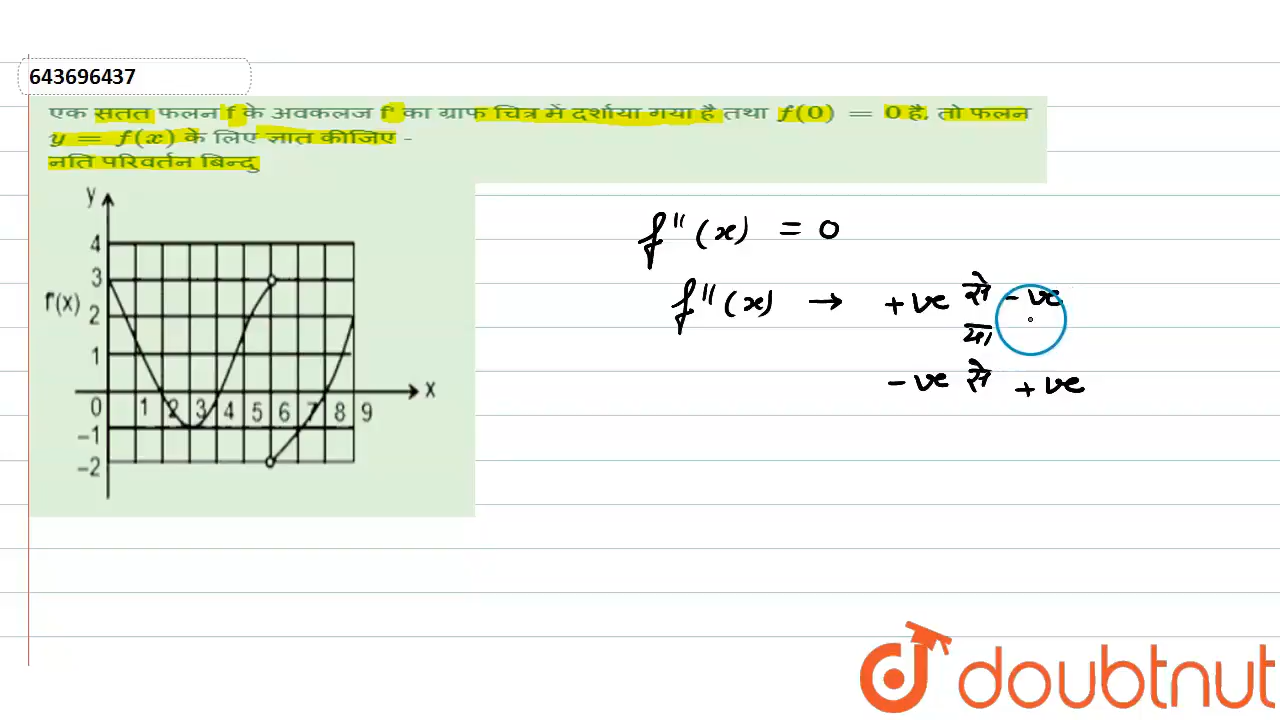 643696437
एक सतत फलन f के अवकलज f' का ग्राफ चित्र में दर्शाया गया है तथा f(0) = 0 है, तो फलन
y = f(x) के लिए ज्ञात कीजिए -
नति परिवर्तन बिन्दु
y
4
3
f'(x)
2
1
x
0 1 2 3 4 5 6 7 8 9
-1
-2
f''(x) = 0
f''(x) → +ve से -ve
या
-ve से +ve
doubtnut